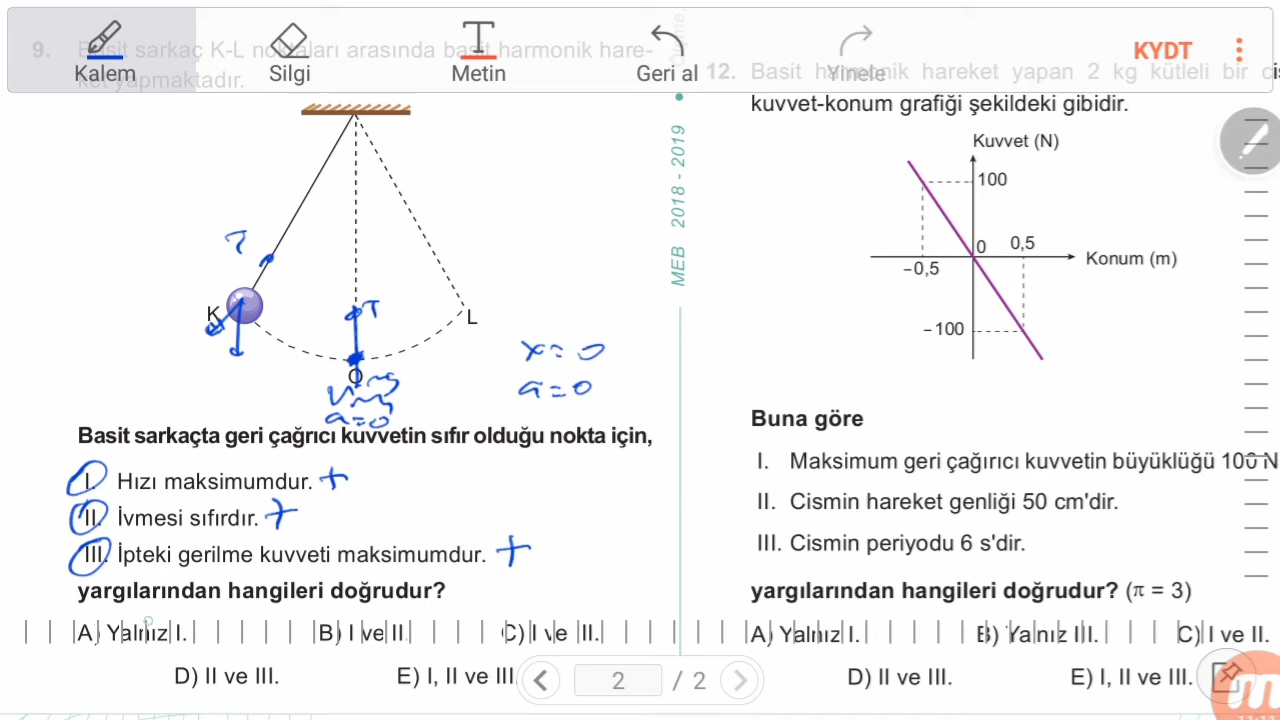 Kalem
Silgi
Metin
Geri al
Yinele
KYDT
9. Basit sarkaç K-L noktaları arasında basit harmonik hare-
ket yapmaktadır.
T
K
T
L
O
x = 0
a = 0
a=0
Basit sarkaçta geri çağrıcı kuvvetin sıfır olduğu nokta için,
I. Hızı maksimumdur. +
II. İvmesi sıfırdır. +
III. İpteki gerilme kuvveti maksimumdur. +
yargılarından hangileri doğrudur?
A) Yalnız I. B) I ve II. C) I ve III.
D) II ve III. E) I, II ve III.
MEB 2018 - 2019
12. Basit harmonik hareket yapan 2 kg kütleli bir cis
kuvvet-konum grafiği şekildeki gibidir.
Kuvvet (N)
100
0
0,5
Konum (m)
−0,5
−100
Buna göre
I. Maksimum geri çağırıcı kuvvetin büyüklüğü 100 N
II. Cismin hareket genliği 50 cm'dir.
III. Cismin periyodu 6 s'dir.
yargılarından hangileri doğrudur? (π = 3)
A) Yalnız I. B) Yalnız III. C) I ve II.
D) II ve III. E) I, II ve III.
2 / 2